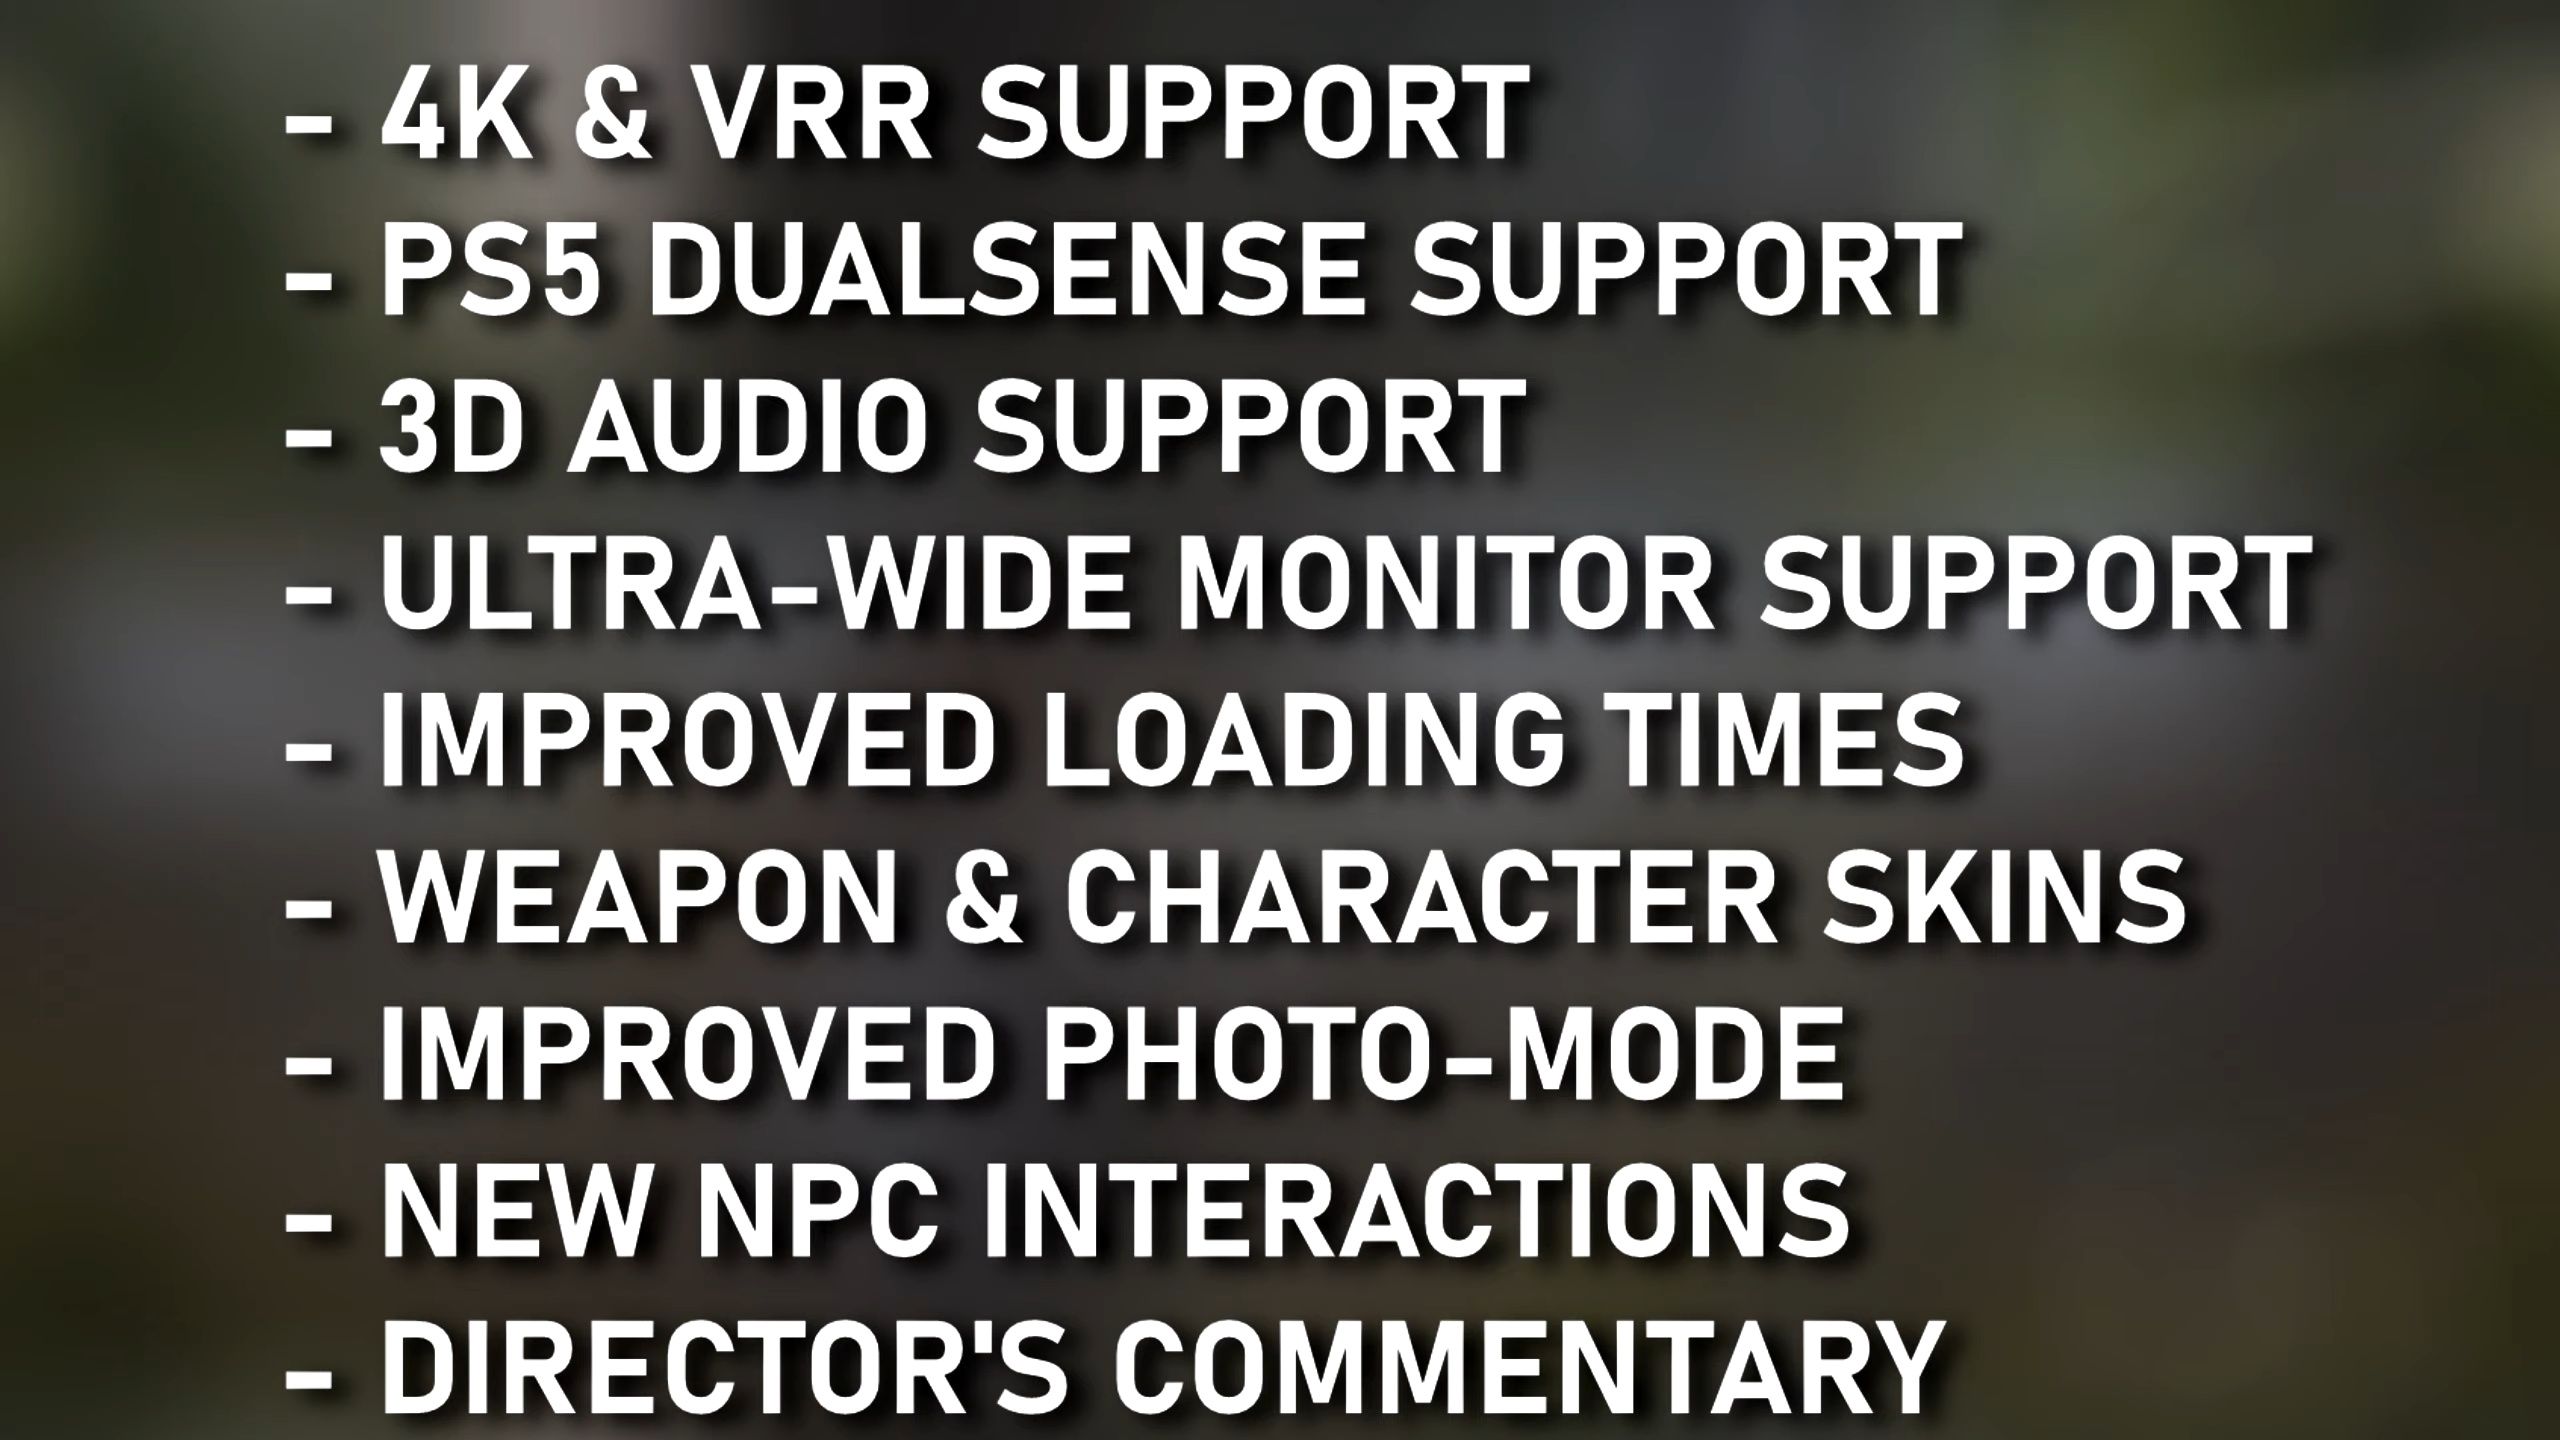 - 4K & VRR SUPPORT
- PS5 DUALSENSE SUPPORT
- 3D AUDIO SUPPORT
- ULTRA-WIDE MONITOR SUPPORT
- IMPROVED LOADING TIMES
- WEAPON & CHARACTER SKINS
- IMPROVED PHOTO-MODE
- NEW NPC INTERACTIONS
- DIRECTOR'S COMMENTARY